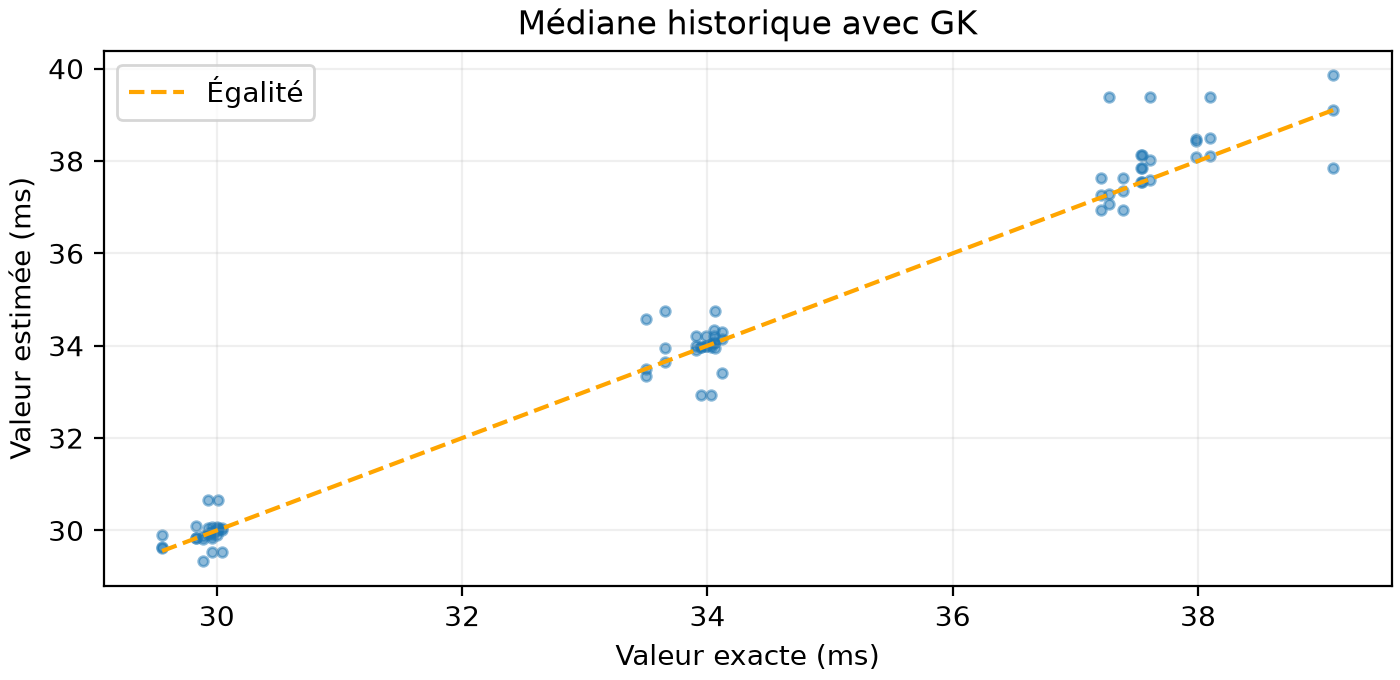 Médiane historique avec GK
Égalité
Valeur estimée (ms)
40
38
36
34
32
30
30
32
34
36
38
Valeur exacte (ms)